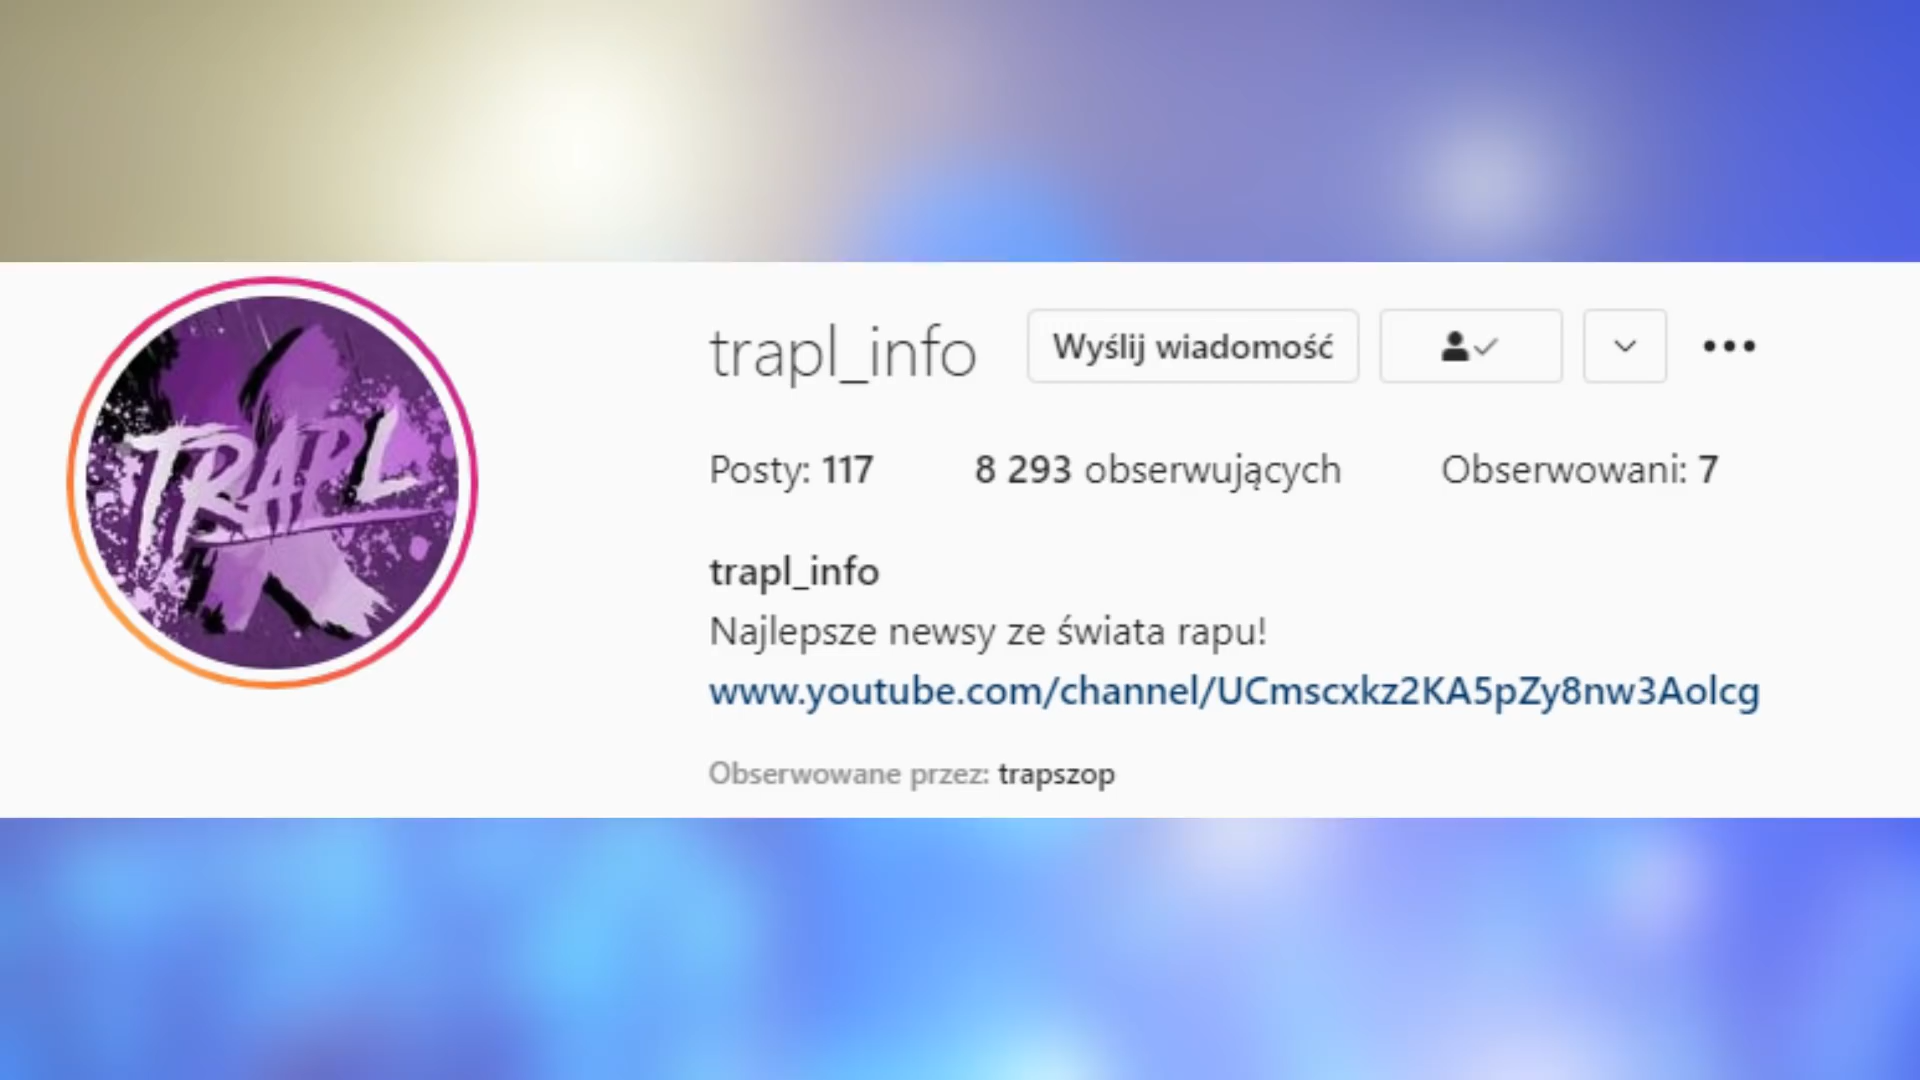 TRAPL
trapl_info Wyślij wiadomość
Posty: 117 8 293 obserwujących Obserwowani: 7
trapl_info
Najlepsze newsy ze świata rapu!
www.youtube.com/channel/UCmscxkz2KA5pZy8nw3Aolcg
Obserwowane przez: trapszop